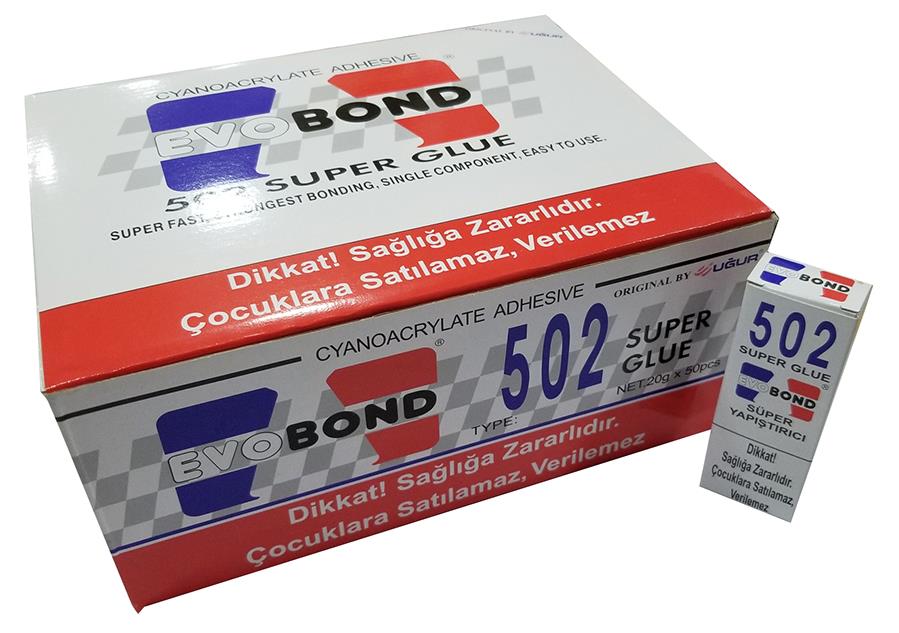 UĞUR
CYANOACRYLATE ADHESIVE
®
EVOBOND
502 SUPER GLUE
SUPER FAST, STRONGEST BONDING, SINGLE COMPONENT, EASY TO USE.
Dikkat! Sağlığa Zararlıdır.
Çocuklara Satılamaz, Verilemez
CYANOACRYLATE ADHESIVE
ORIGINAL BY UĞUR
®
EVOBOND
TYPE: 502 SUPER
GLUE
NET.20g x 50pcs
Dikkat! Sağlığa Zararlıdır.
Çocuklara Satılamaz, Verilemez
EVOBOND
502
SUPER GLUE
EVOBOND®
SÜPER
YAPIŞTIRICI
Dikkat!
Sağlığa Zararlıdır.
Çocuklara Satılamaz,
Verilemez